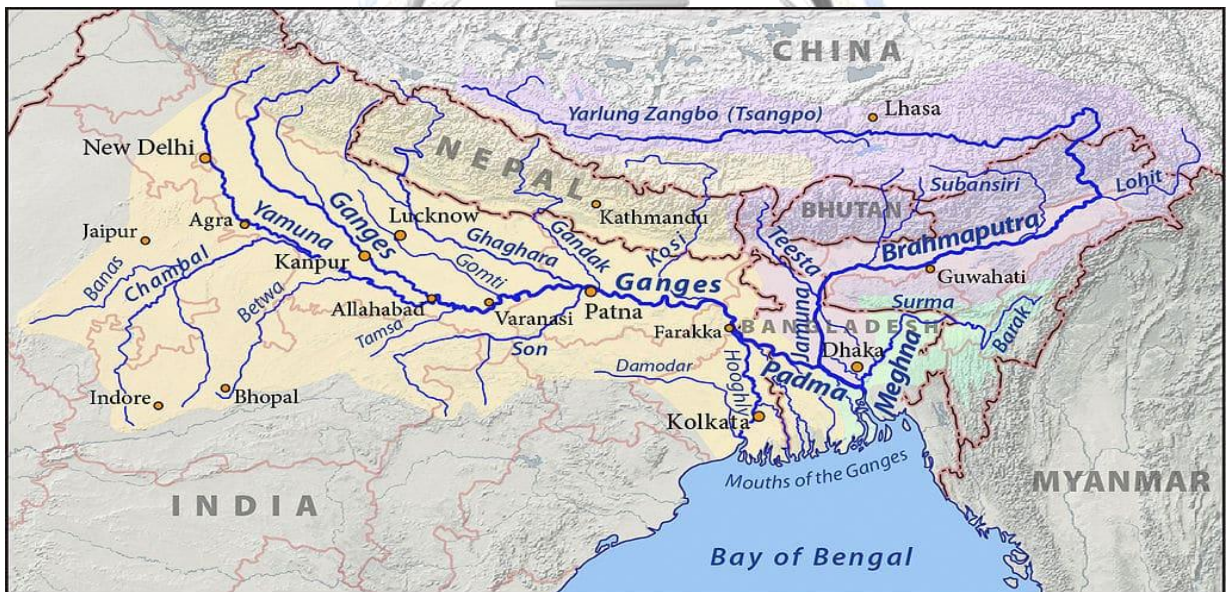 CHINA
Yarlung Zangbo (Tsangpo)
Lhasa
New Delhi
NEPAL
Subansiri
Lohit
BHUTAN
Ganges
Lucknow
Kathmandu
Agra
Yamuna
Jaipur
Ghaghara
Gandak
Kosi
Teesta
Brahmaputra
Kanpur
Gomti
Guwahati
Banas
Chambal
Ganges
Betwa
Allahabad
Varanasi
Patna
Surma
Tamsa
Farakka
BANGLADESH
Jamuna
Barak
Son
Dhaka
Damodar
Hooghly
Padma
Meghna
Indore
Bhopal
Kolkata
Mouths of the Ganges
INDIA
MYANMAR
Bay of Bengal